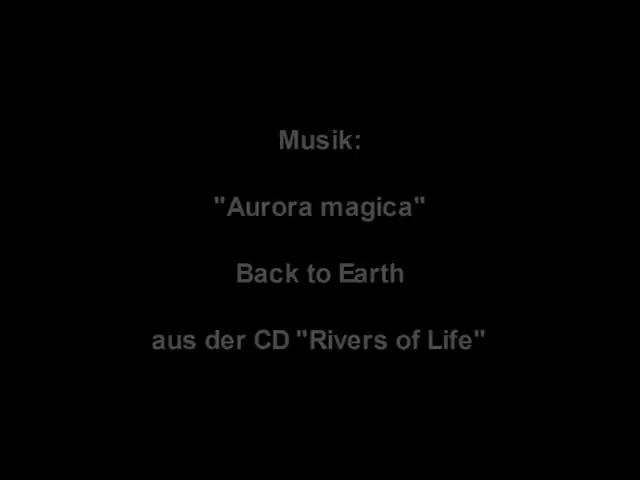 Musik:
"Aurora magica"
Back to Earth
aus der CD "Rivers of Life"